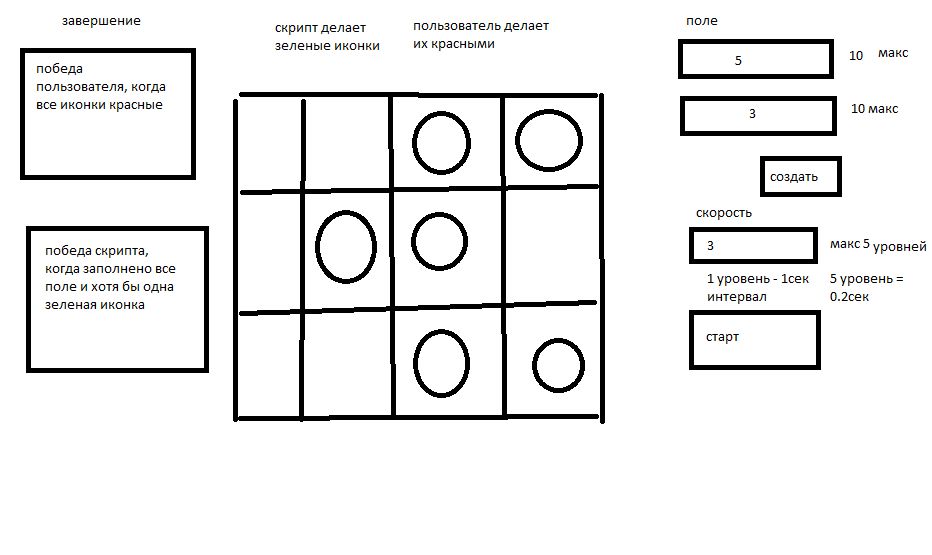 завершение
победа
пользователя, когда
все иконки красные
победа скрипта,
когда заполнено все
поле и хотя бы одна
зеленая иконка
скрипт делает
зеленые иконки
пользователь делает
их красными
поле
5
10
макс
3
10 макс
создать
скорость
3
макс 5 уровней
1 уровень - 1сек
интервал
5 уровень =
0.2сек
старт